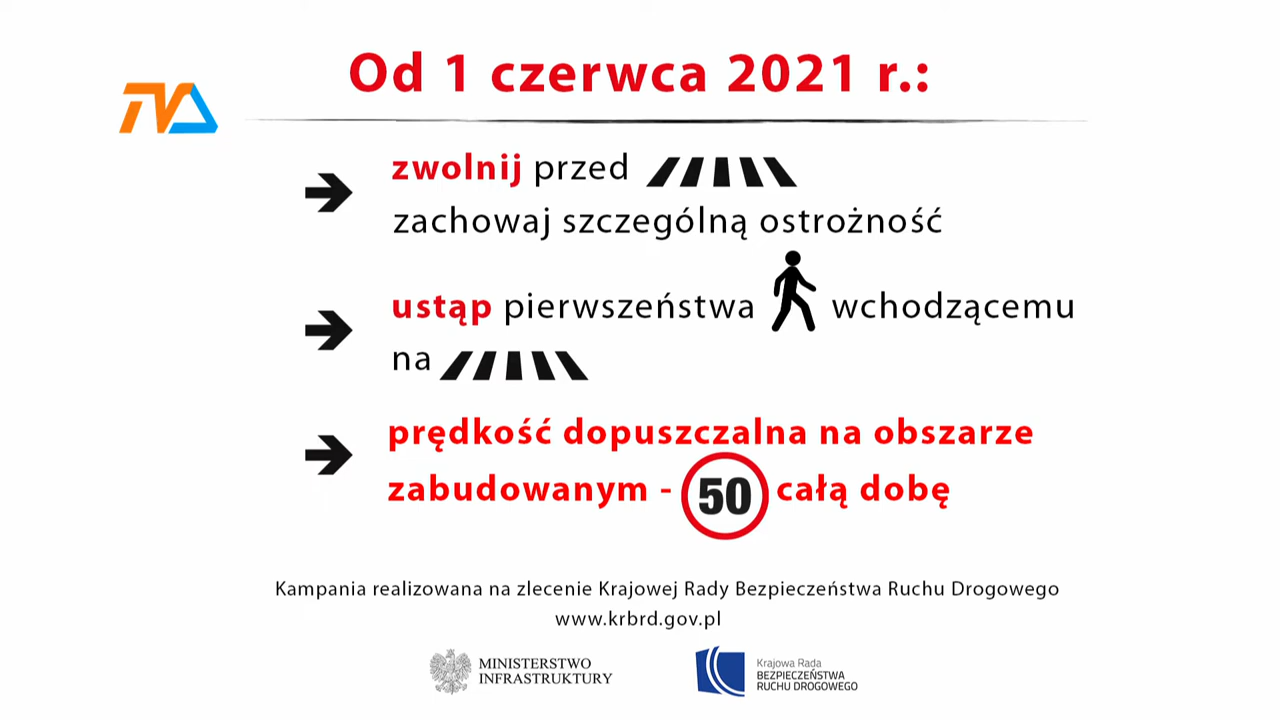 Od 1 czerwca 2021 r.:
TVA
zwolnij przed
zachowaj szczególną ostrożność
ustąp pierwszeństwa wchodzącemu
na
prędkość dopuszczalna na obszarze
zabudowanym - 50 całą dobę
Kampania realizowana na zlecenie Krajowej Rady Bezpieczeństwa Ruchu Drogowego
www.krbrd.gov.pl
MINISTERSTWO
INFRASTRUKTURY
Krajowa Rada
BEZPIECZEŃSTWA
RUCHU DROGOWEGO